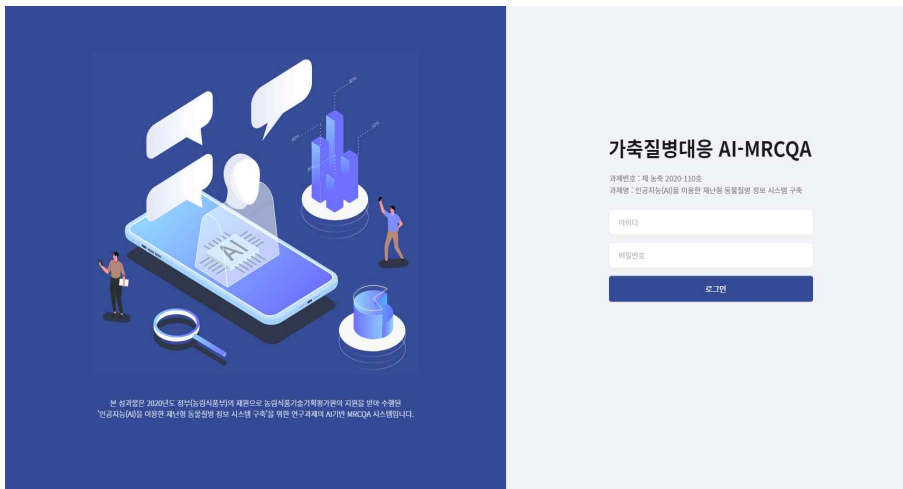 가축질병대응 AI-MRCQA
과제번호 : 제 농축 2020-110호
과제명 : 인공지능(AI)을 이용한 재난형 동물질병 정보 시스템 구축
아이디
비밀번호
로그인
AI
본 성과물은 2020년도 정부(농림식품부)의 재원으로 농림식품기술기획평가원의 지원을 받아 수행된
'인공지능(AI)을 이용한 재난형 동물질병 정보 시스템 구축'을 위한 연구과제의 AI기반 MRCQA 시스템입니다.